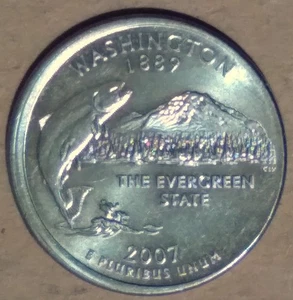 WASHINGTON
1889
THE EVERGREEN
STATE
2007
E PLURIBUS UNUM